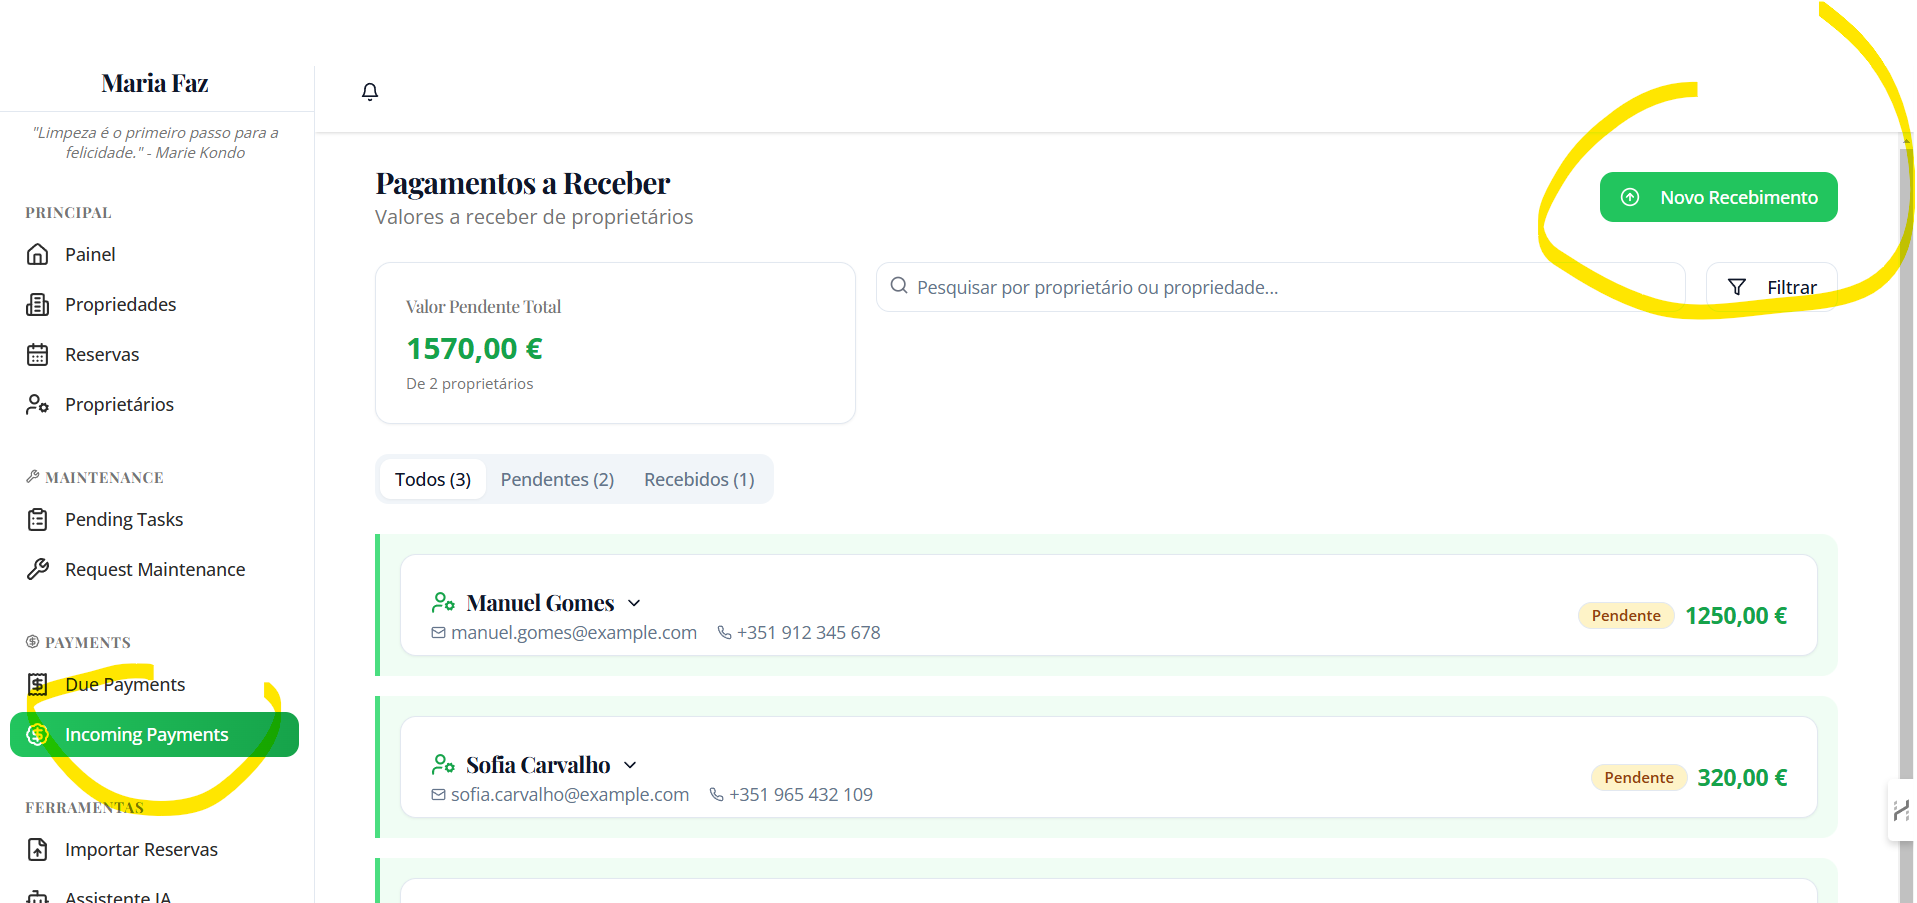 Maria Faz
"Limpeza é o primeiro passo para a
felicidade." - Marie Kondo
PRINCIPAL
Painel
Propriedades
Reservas
Proprietários
MAINTENANCE
Pending Tasks
Request Maintenance
PAYMENTS
Due Payments
Incoming Payments
FERRAMENTAS
Importar Reservas
Assistente IA
Pagamentos a Receber
Valores a receber de proprietários
Novo Recebimento
Valor Pendente Total
1570,00 €
De 2 proprietários
Pesquisar por proprietário ou propriedade...
Filtrar
Todos (3) Pendentes (2) Recebidos (1)
Manuel Gomes
manuel.gomes@example.com +351 912 345 678
Pendente 1250,00 €
Sofia Carvalho
sofia.carvalho@example.com +351 965 432 109
Pendente 320,00 €